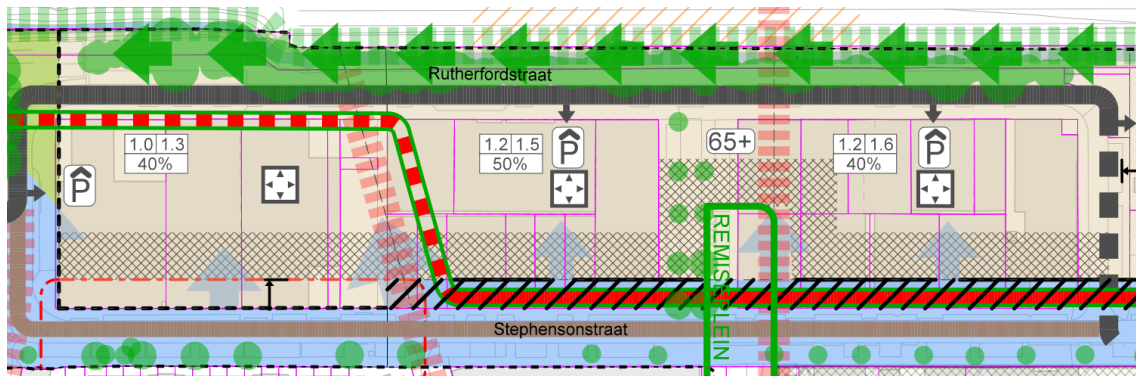 Rutherfordstraat
1.0 1.3
40%
P
1.2 1.5
50%
P
65+
1.2 1.6
40%
P
REMISEPLEIN
Stephensonstraat